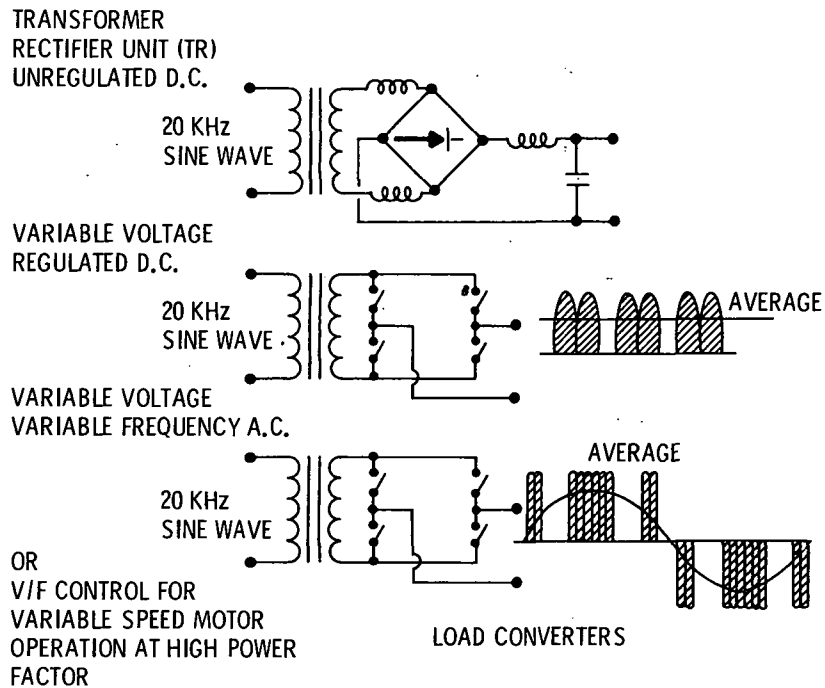 TRANSFORMER
RECTIFIER UNIT (TR)
UNREGULATED D.C.
20 KHz
SINE WAVE
VARIABLE VOLTAGE
REGULATED D.C.
20 KHz
SINE WAVE
AVERAGE
VARIABLE VOLTAGE
VARIABLE FREQUENCY A.C.
20 KHz
SINE WAVE
AVERAGE
OR
V/F CONTROL FOR
VARIABLE SPEED MOTOR
OPERATION AT HIGH POWER
FACTOR
LOAD CONVERTERS